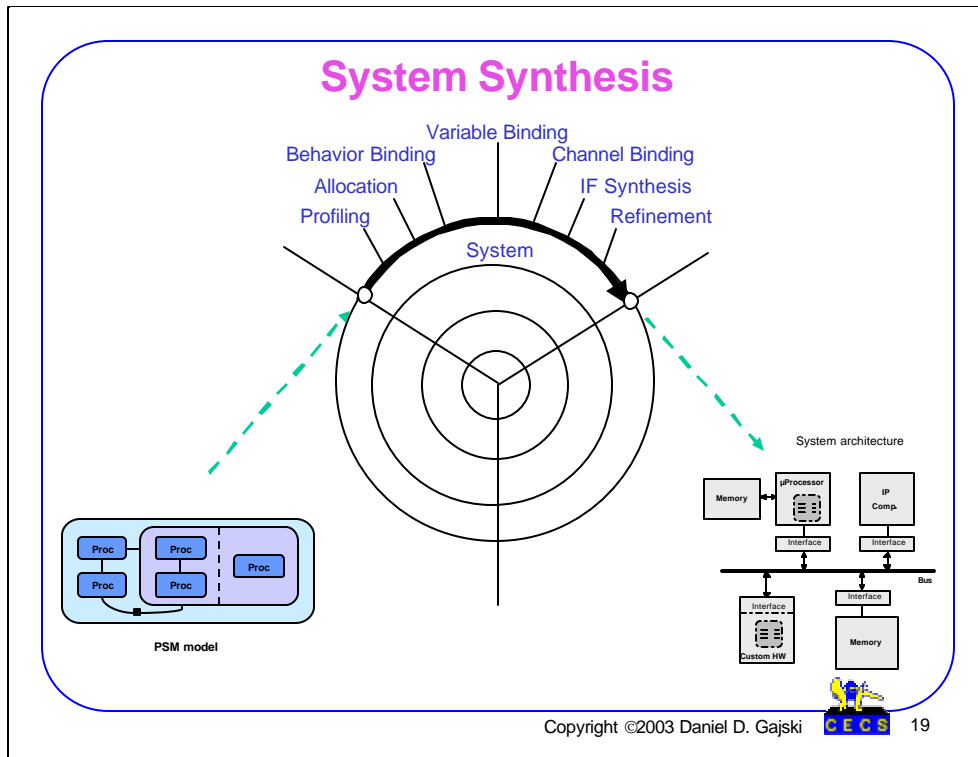 System Synthesis
Variable Binding
Behavior Binding
Channel Binding
Allocation
IF Synthesis
Profiling
Refinement
System
System architecture
Memory
µProcessor
IP
Comp.
Interface
Interface
Bus
Interface
Interface
Custom HW
Memory
Proc
Proc
Proc
Proc
Proc
PSM model
Copyright ©2003 Daniel D. Gajski
CECS
19